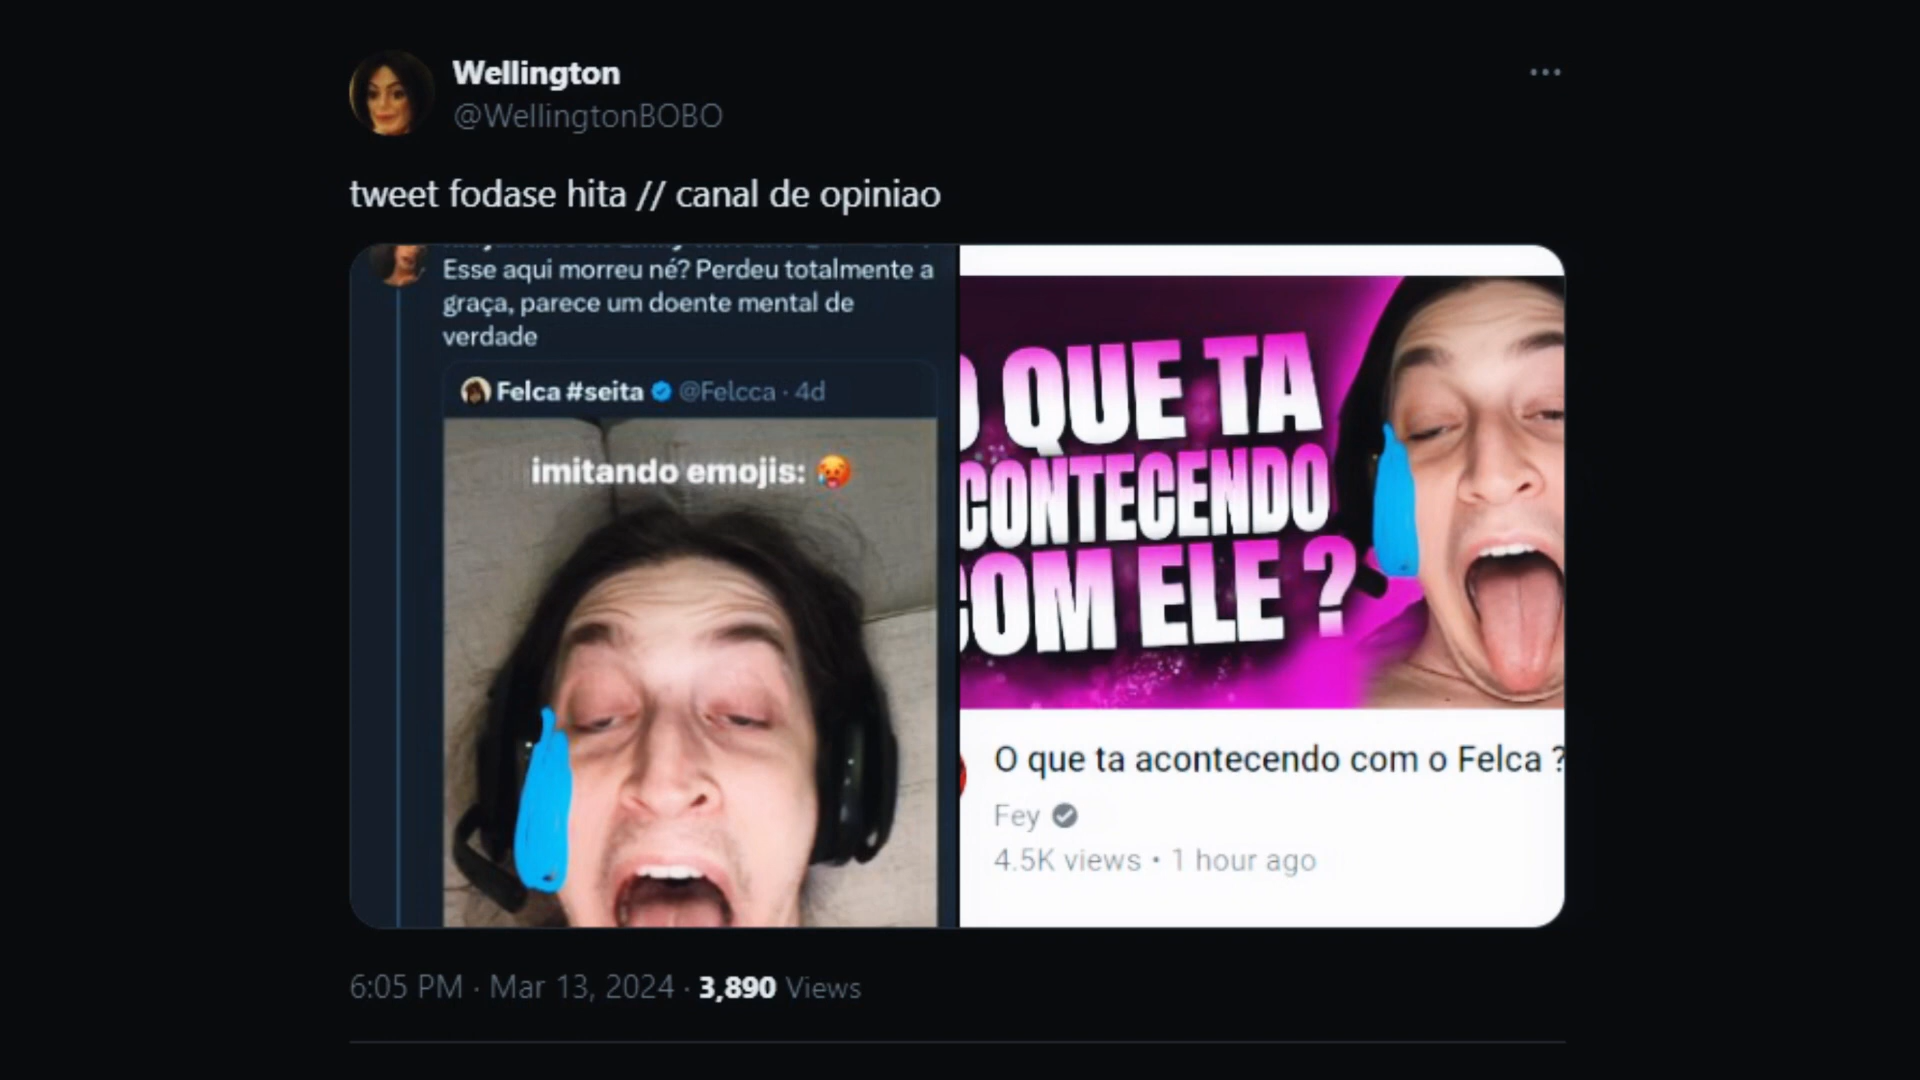 Wellington
@WellingtonBOBO
tweet fodase hita // canal de opiniao
Esse aqui morreu né? Perdeu totalmente a
graça, parece um doente mental de
verdade
Felca #seita @Felcca · 4d
imitando emojis: 🥵
O QUE TA
CONTECENDO
COM ELE ?
O que ta acontecendo com o Felca ?
Fey
4.5K views • 1 hour ago
6:05 PM · Mar 13, 2024 · 3,890 Views